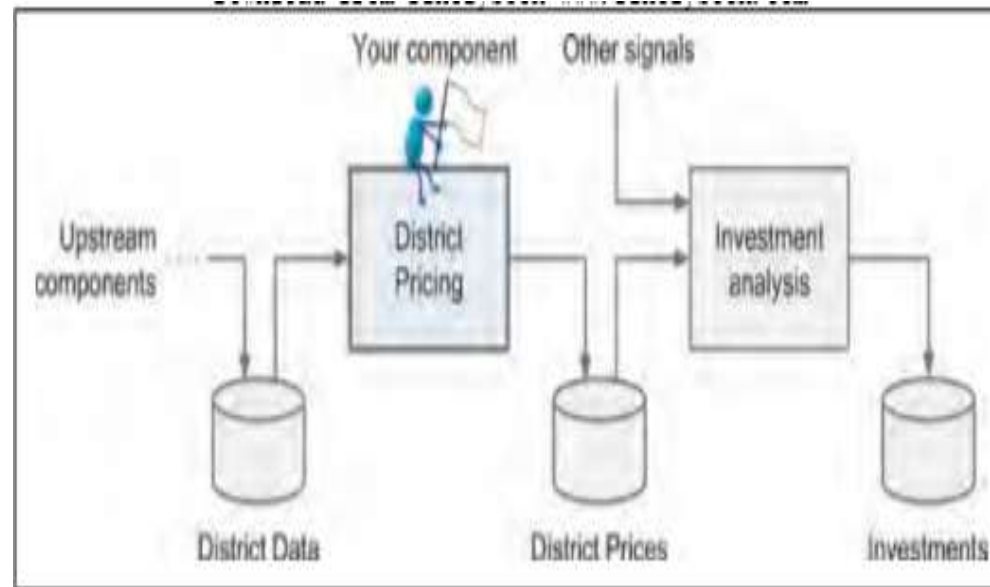 Your component
Other signals
Upstream
components
District
Pricing
Investment
analysis
District Data
District Prices
Investments